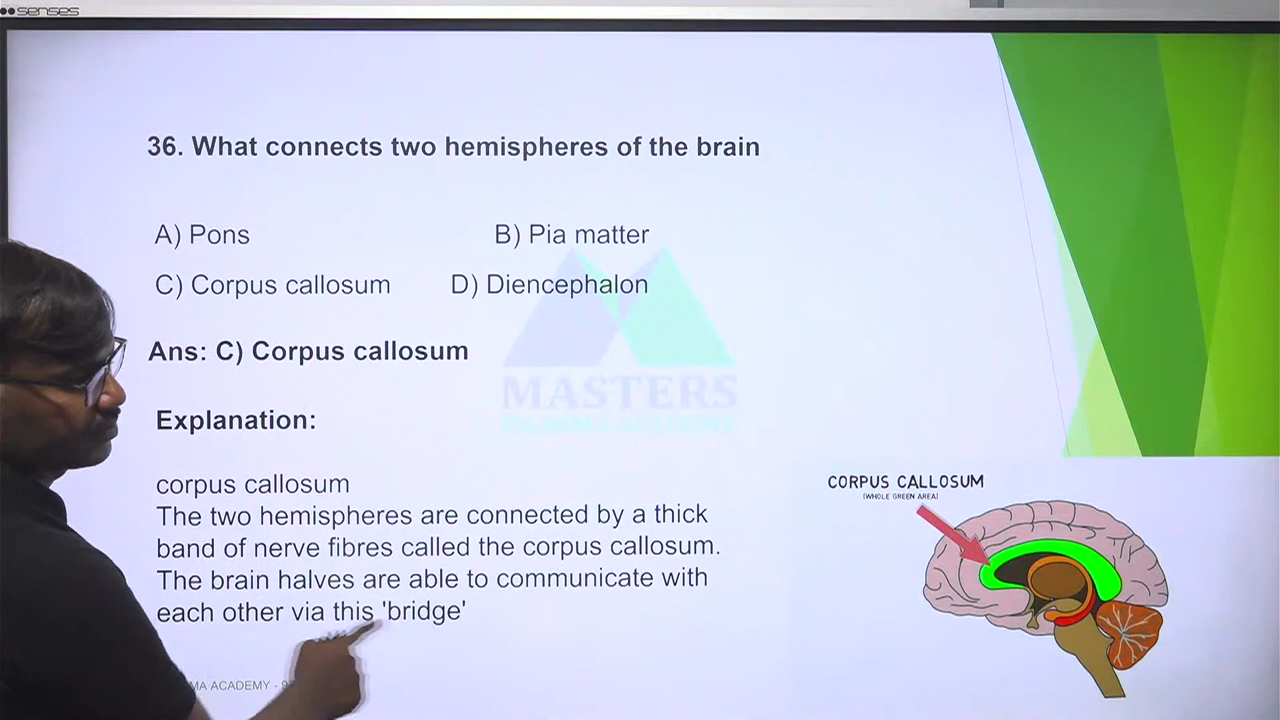 senses
36. What connects two hemispheres of the brain
A) Pons B) Pia matter
C) Corpus callosum D) Diencephalon
Ans: C) Corpus callosum
MASTERS
PHARMA ACADEMY
Explanation:
corpus callosum
The two hemispheres are connected by a thick
band of nerve fibres called the corpus callosum.
The brain halves are able to communicate with
each other via this 'bridge'
CORPUS CALLOSUM
(WHOLE GREEN AREA)
MA ACADEMY - 9